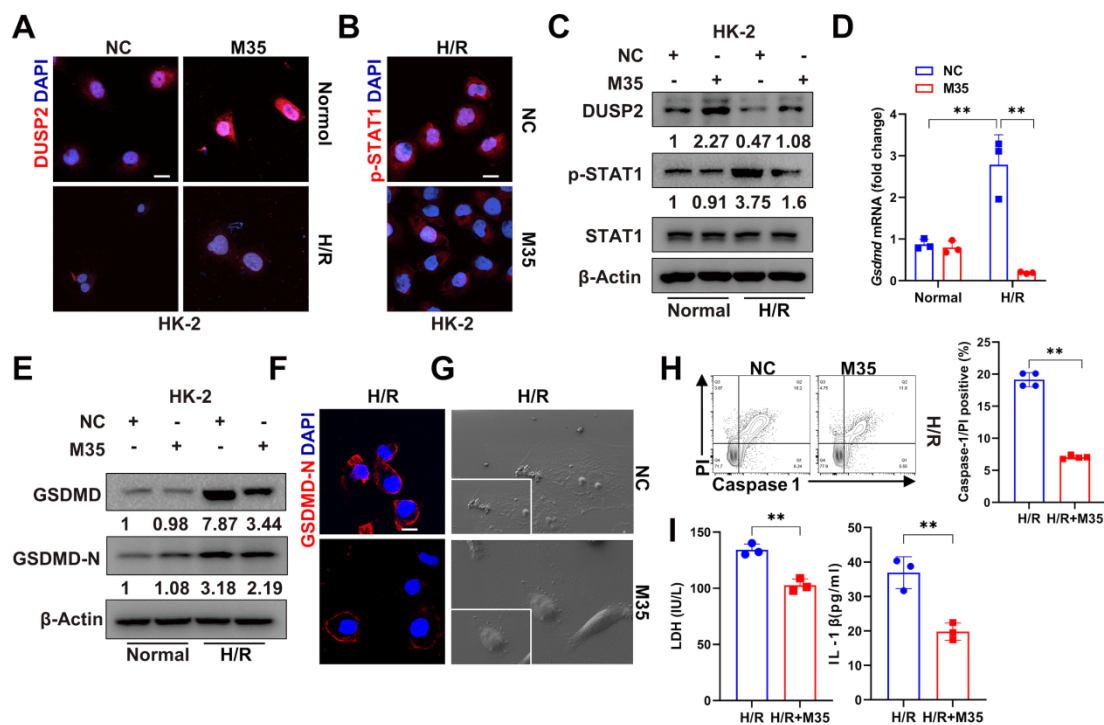 A
NC
M35
DUSP2 DAPI
Normol
H/R
HK-2
B
H/R
p-STAT1 DAPI
NC
M35
HK-2
C
HK-2
NC + - + -
M35 - + - +
DUSP2
1 2.27 0.47 1.08
p-STAT1
1 0.91 3.75 1.6
STAT1
β-Actin
Normal H/R
D
NC
M35
Gsdmd mRNA (fold change)
** **
4
3
2
1
0
Normal H/R
E
HK-2
NC + - + -
M35 - + - +
GSDMD
1 0.98 7.87 3.44
GSDMD-N
1 1.08 3.18 2.19
β-Actin
Normal H/R
F
H/R
GSDMD-N DAPI
G
H/R
NC
M35
H
NC M35
H/R
PI
Caspase 1
Caspase-1/PI positive (%)
**
25
20
15
10
5
0
H/R H/R+M35
I
LDH (IU/L)
**
150
100
50
0
H/R H/R+M35
IL -1 β(pg/ml)
**
60
40
20
0
H/R H/R+M35